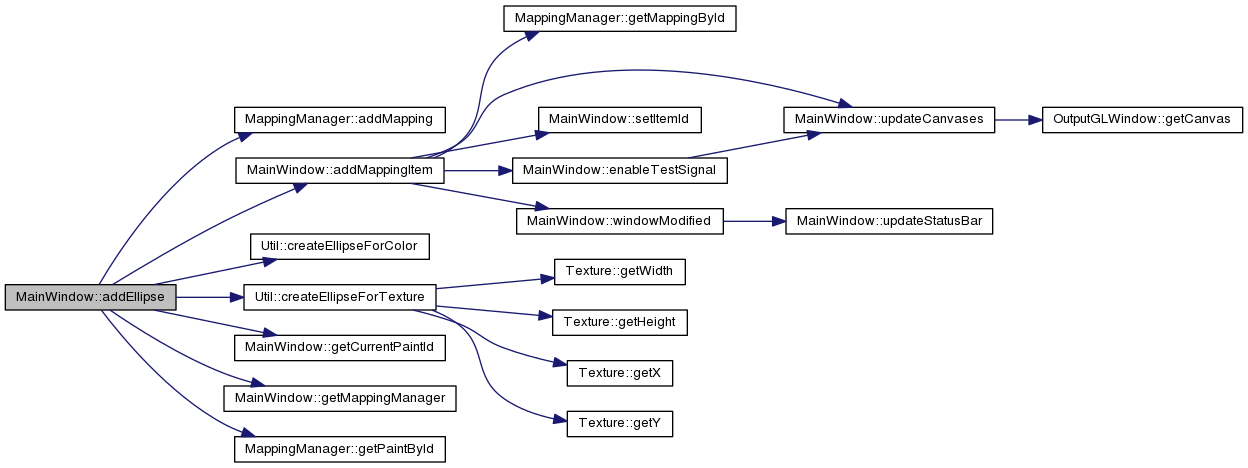 MainWindow::addEllipse
MappingManager::addMapping
MainWindow::addMappingItem
Util::createEllipseForColor
Util::createEllipseForTexture
MainWindow::getCurrentPaintId
MainWindow::getMappingManager
MappingManager::getPaintById
MappingManager::getMappingById
MainWindow::setItemId
MainWindow::enableTestSignal
MainWindow::windowModified
Texture::getWidth
Texture::getHeight
Texture::getX
Texture::getY
MainWindow::updateCanvases
MainWindow::updateStatusBar
OutputGLWindow::getCanvas